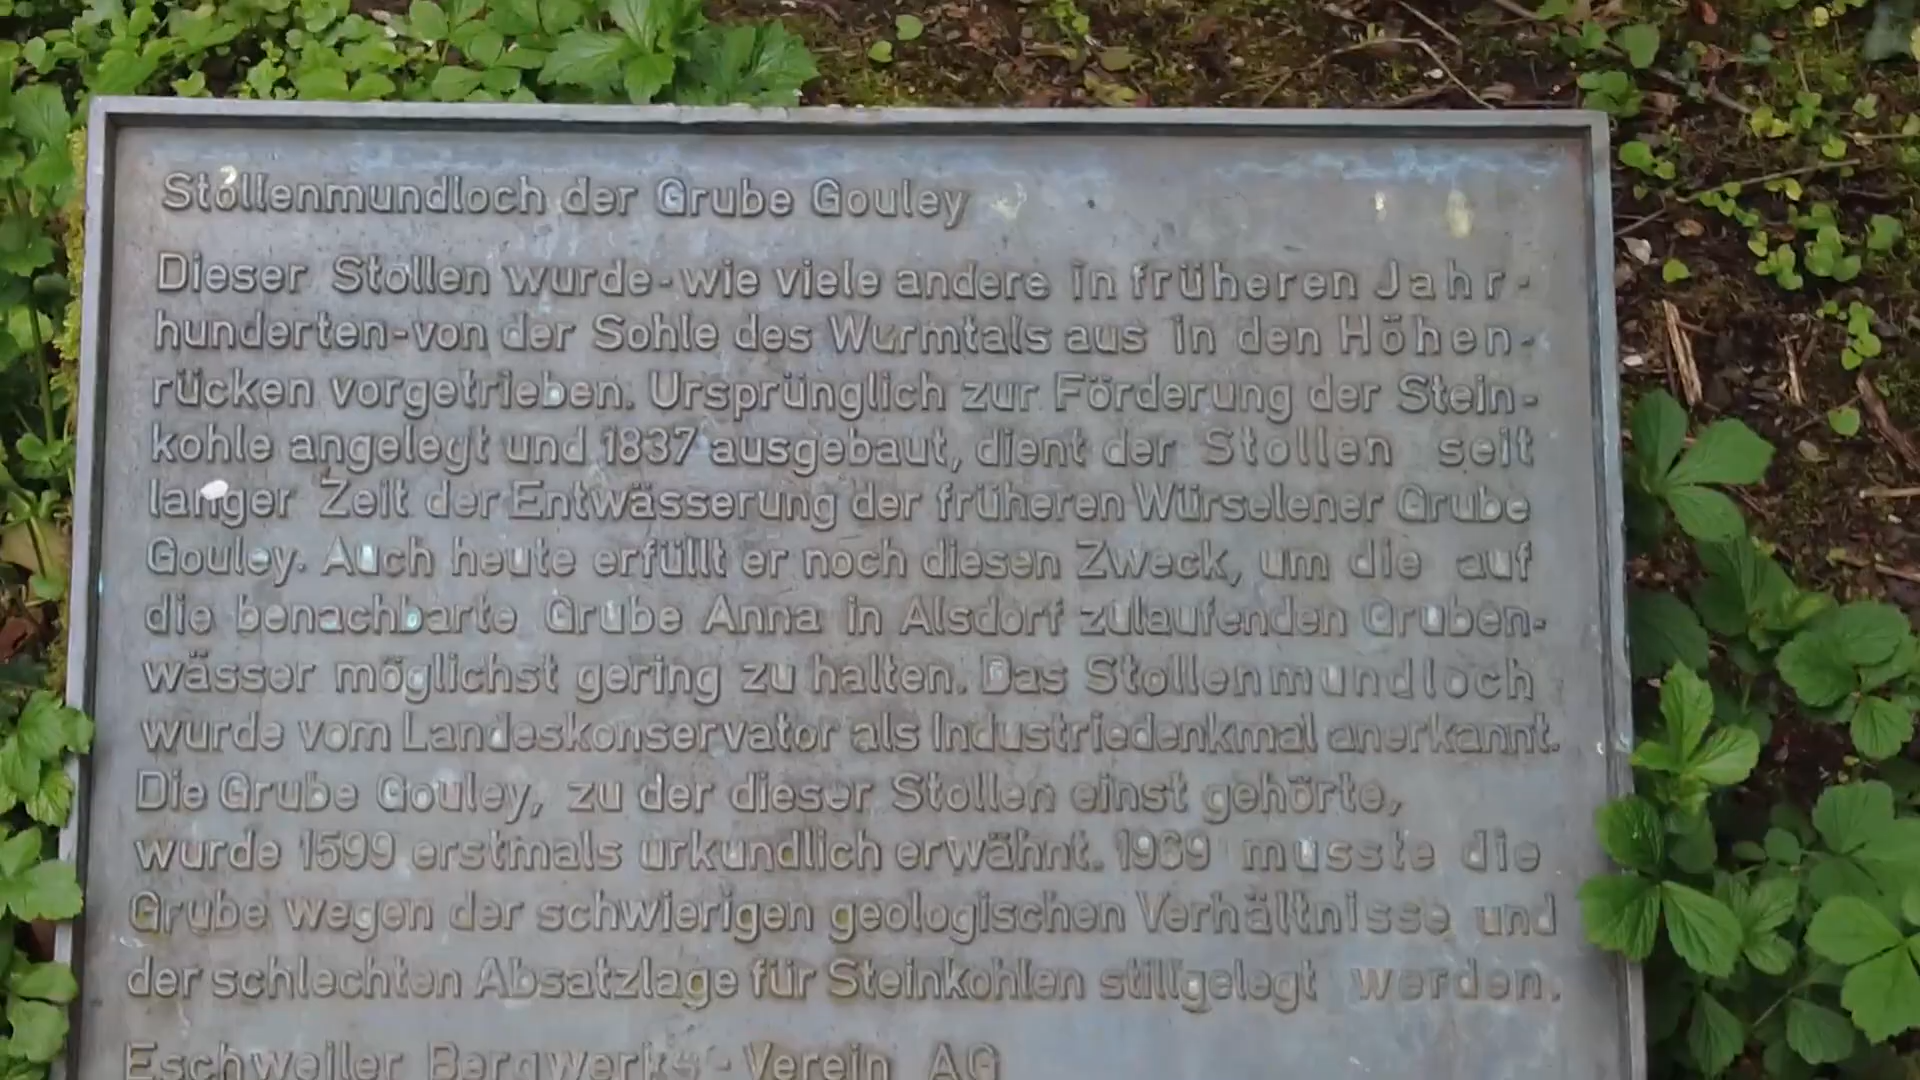 Stollenmundloch der Grube Gouley
Dieser Stollen wurde-wie viele andere in früheren Jahr-
hunderten-von der Sohle des Wurmtals aus in den Höhen-
rücken vorgetrieben. Ursprünglich zur Förderung der Stein-
kohle angelegt und 1837 ausgebaut, dient der Stollen seit
langer Zeit der Entwässerung der früheren Würselener Grube
Gouley. Auch heute erfüllt er noch diesen Zweck, um die auf
die benachbarte Grube Anna in Alsdorf zulaufenden Gruben-
wässer möglichst gering zu halten. Das Stollenmundloch
wurde vom Landeskonservator als Industriedenkmal anerkannt.
Die Grube Gouley, zu der dieser Stollen einst gehörte,
wurde 1599 erstmals urkundlich erwähnt. 1969 musste die
Grube wegen der schwierigen geologischen Verhältnisse und
der schlechten Absatzlage für Steinkohlen stillgelegt werden.
Eschweiler Bergwerks-Verein AG